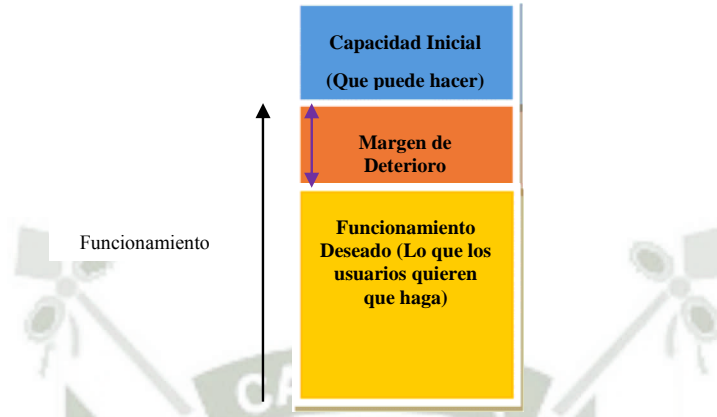 Capacidad Inicial
(Que puede hacer)
Margen de
Deterioro
Funcionamiento
Funcionamiento
Deseado (Lo que los
usuarios quieren
que haga)